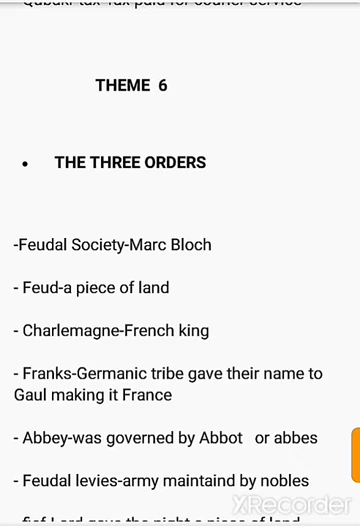 THEME 6
• THE THREE ORDERS
-Feudal Society-Marc Bloch
- Feud-a piece of land
- Charlemagne-French king
- Franks-Germanic tribe gave their name to
Gaul making it France
- Abbey-was governed by Abbot or abbes
- Feudal levies-army maintaind by nobles
XRecorder